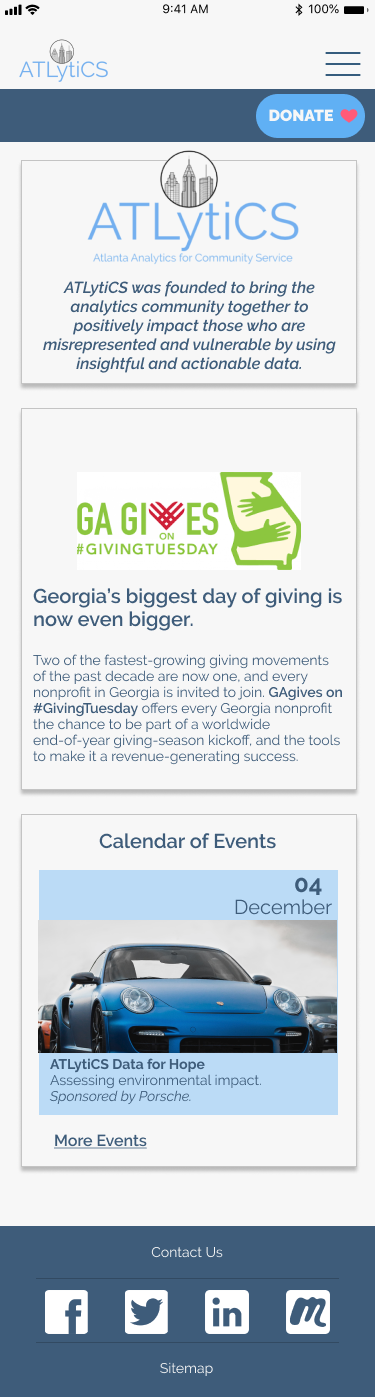 9:41 AM
100%
ATLytiCS
DONATE
ATLytiCS
Atlanta Analytics for Community Service
ATLytiCS was founded to bring the
analytics community together to
positively impact those who are
misrepresented and vulnerable by using
insightful and actionable data.
GA GIVES
ON
#GIVINGTUESDAY
Georgia's biggest day of giving is
now even bigger.
Two of the fastest-growing giving movements
of the past decade are now one, and every
nonprofit in Georgia is invited to join. GAgives on
#GivingTuesday offers every Georgia nonprofit
the chance to be part of a worldwide
end-of-year giving-season kickoff, and the tools
to make it a revenue-generating success.
Calendar of Events
04
December
ATLytiCS Data for Hope
Assessing environmental impact.
Sponsored by Porsche.
More Events
Contact Us
Sitemap